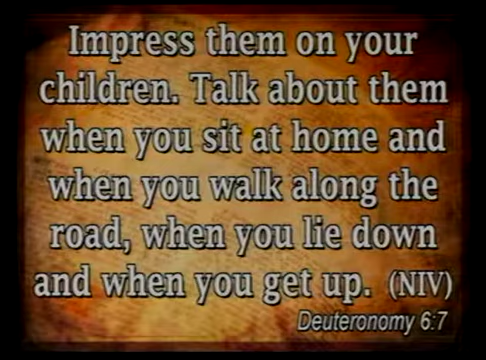 Impress them on your
children. Talk about them
when you sit at home and
when you walk along the
road, when you lie down
and when you get up. (NIV)
Deuteronomy 6:7